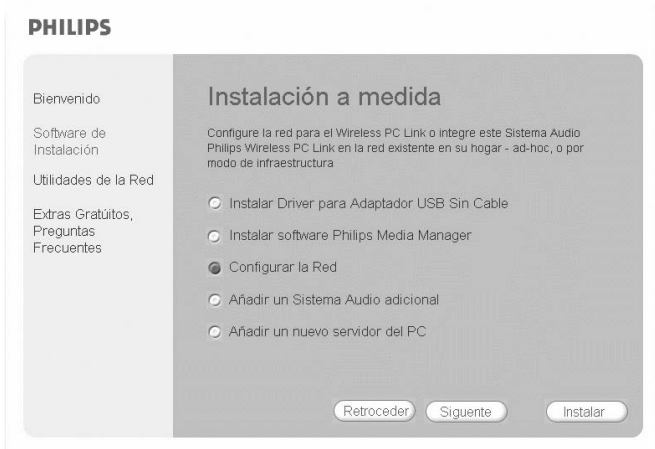 PHILIPS
Bienvenido
Software de
Instalación
Utilidades de la Red
Extras Gratúitos,
Preguntas
Frecuentes
Instalación a medida
Configure la red para el Wireless PC Link o integre este Sistema Audio
Philips Wireless PC Link en la red existente en su hogar - ad-hoc, o por
modo de infraestructura
Instalar Driver para Adaptador USB Sin Cable
Instalar software Philips Media Manager
Configurar la Red
Añadir un Sistema Audio adicional
Añadir un nuevo servidor del PC
Retroceder Siguente Instalar